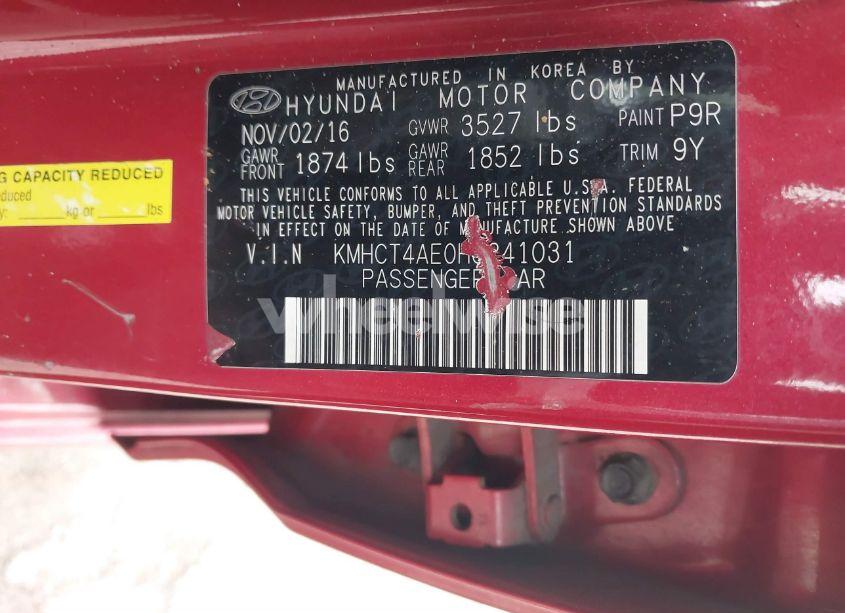 MANUFACTURED IN KOREA BY
HYUNDAI MOTOR COMPANY
NOV/02/16 GVWR 3527 lbs PAINT P9R
GAWR FRONT 1874 lbs GAWR REAR 1852 lbs TRIM 9Y
THIS VEHICLE CONFORMS TO ALL APPLICABLE U.S.A. FEDERAL
MOTOR VEHICLE SAFETY, BUMPER, AND THEFT PREVENTION STANDARDS
IN EFFECT ON THE DATE OF MANUFACTURE SHOWN ABOVE
V.I.N
PASSENGER CAR
G CAPACITY REDUCED
educed
y: kg or lbs
wheelwise